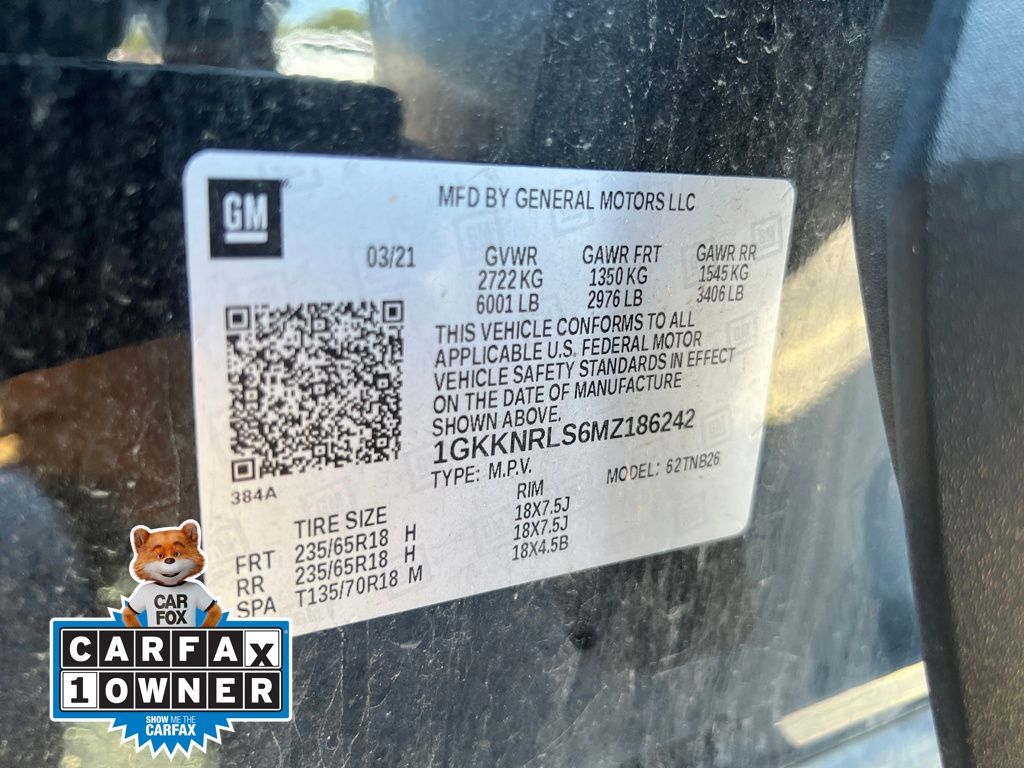 GM
MFD BY GENERAL MOTORS LLC
03/21 GVWR GAWR FRT GAWR RR
2722 KG 1350 KG 1545 KG
6001 LB 2976 LB 3406 LB
THIS VEHICLE CONFORMS TO ALL
APPLICABLE U.S. FEDERAL MOTOR
VEHICLE SAFETY STANDARDS IN EFFECT
ON THE DATE OF MANUFACTURE
SHOWN ABOVE.
1GKKNRLS6MZ186242
TYPE: M.P.V. MODEL: 62TNB26
384A
TIRE SIZE RIM
FRT 235/65R18 H 18X7.5J
RR 235/65R18 H 18X7.5J
SPA T135/70R18 M 18X4.5B
CAR
FOX
CARFAX
1 OWNER
SHOW ME THE
CARFAX